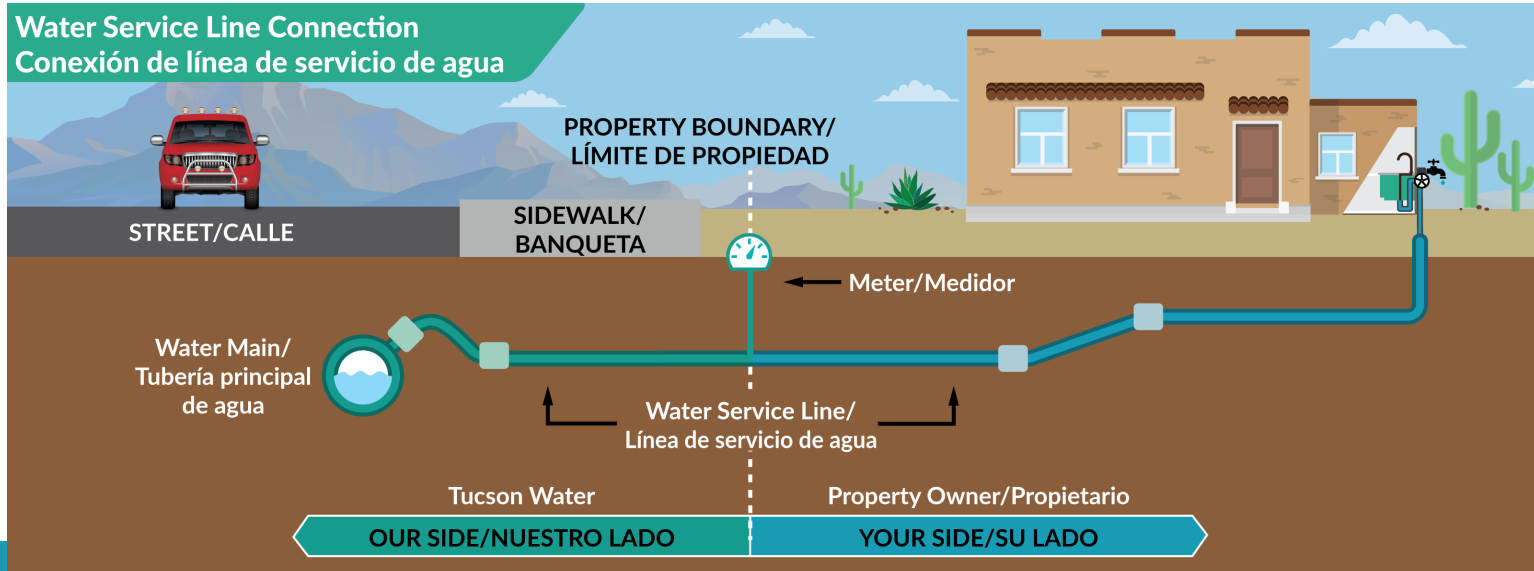 Water Service Line Connection
Conexión de línea de servicio de agua
PROPERTY BOUNDARY/
LÍMITE DE PROPIEDAD
STREET/CALLE
SIDEWALK/
BANQUETA
Meter/Medidor
Water Main/
Tubería principal
de agua
Water Service Line/
Línea de servicio de agua
Tucson Water
Property Owner/Propietario
OUR SIDE/NUESTRO LADO
YOUR SIDE/SU LADO